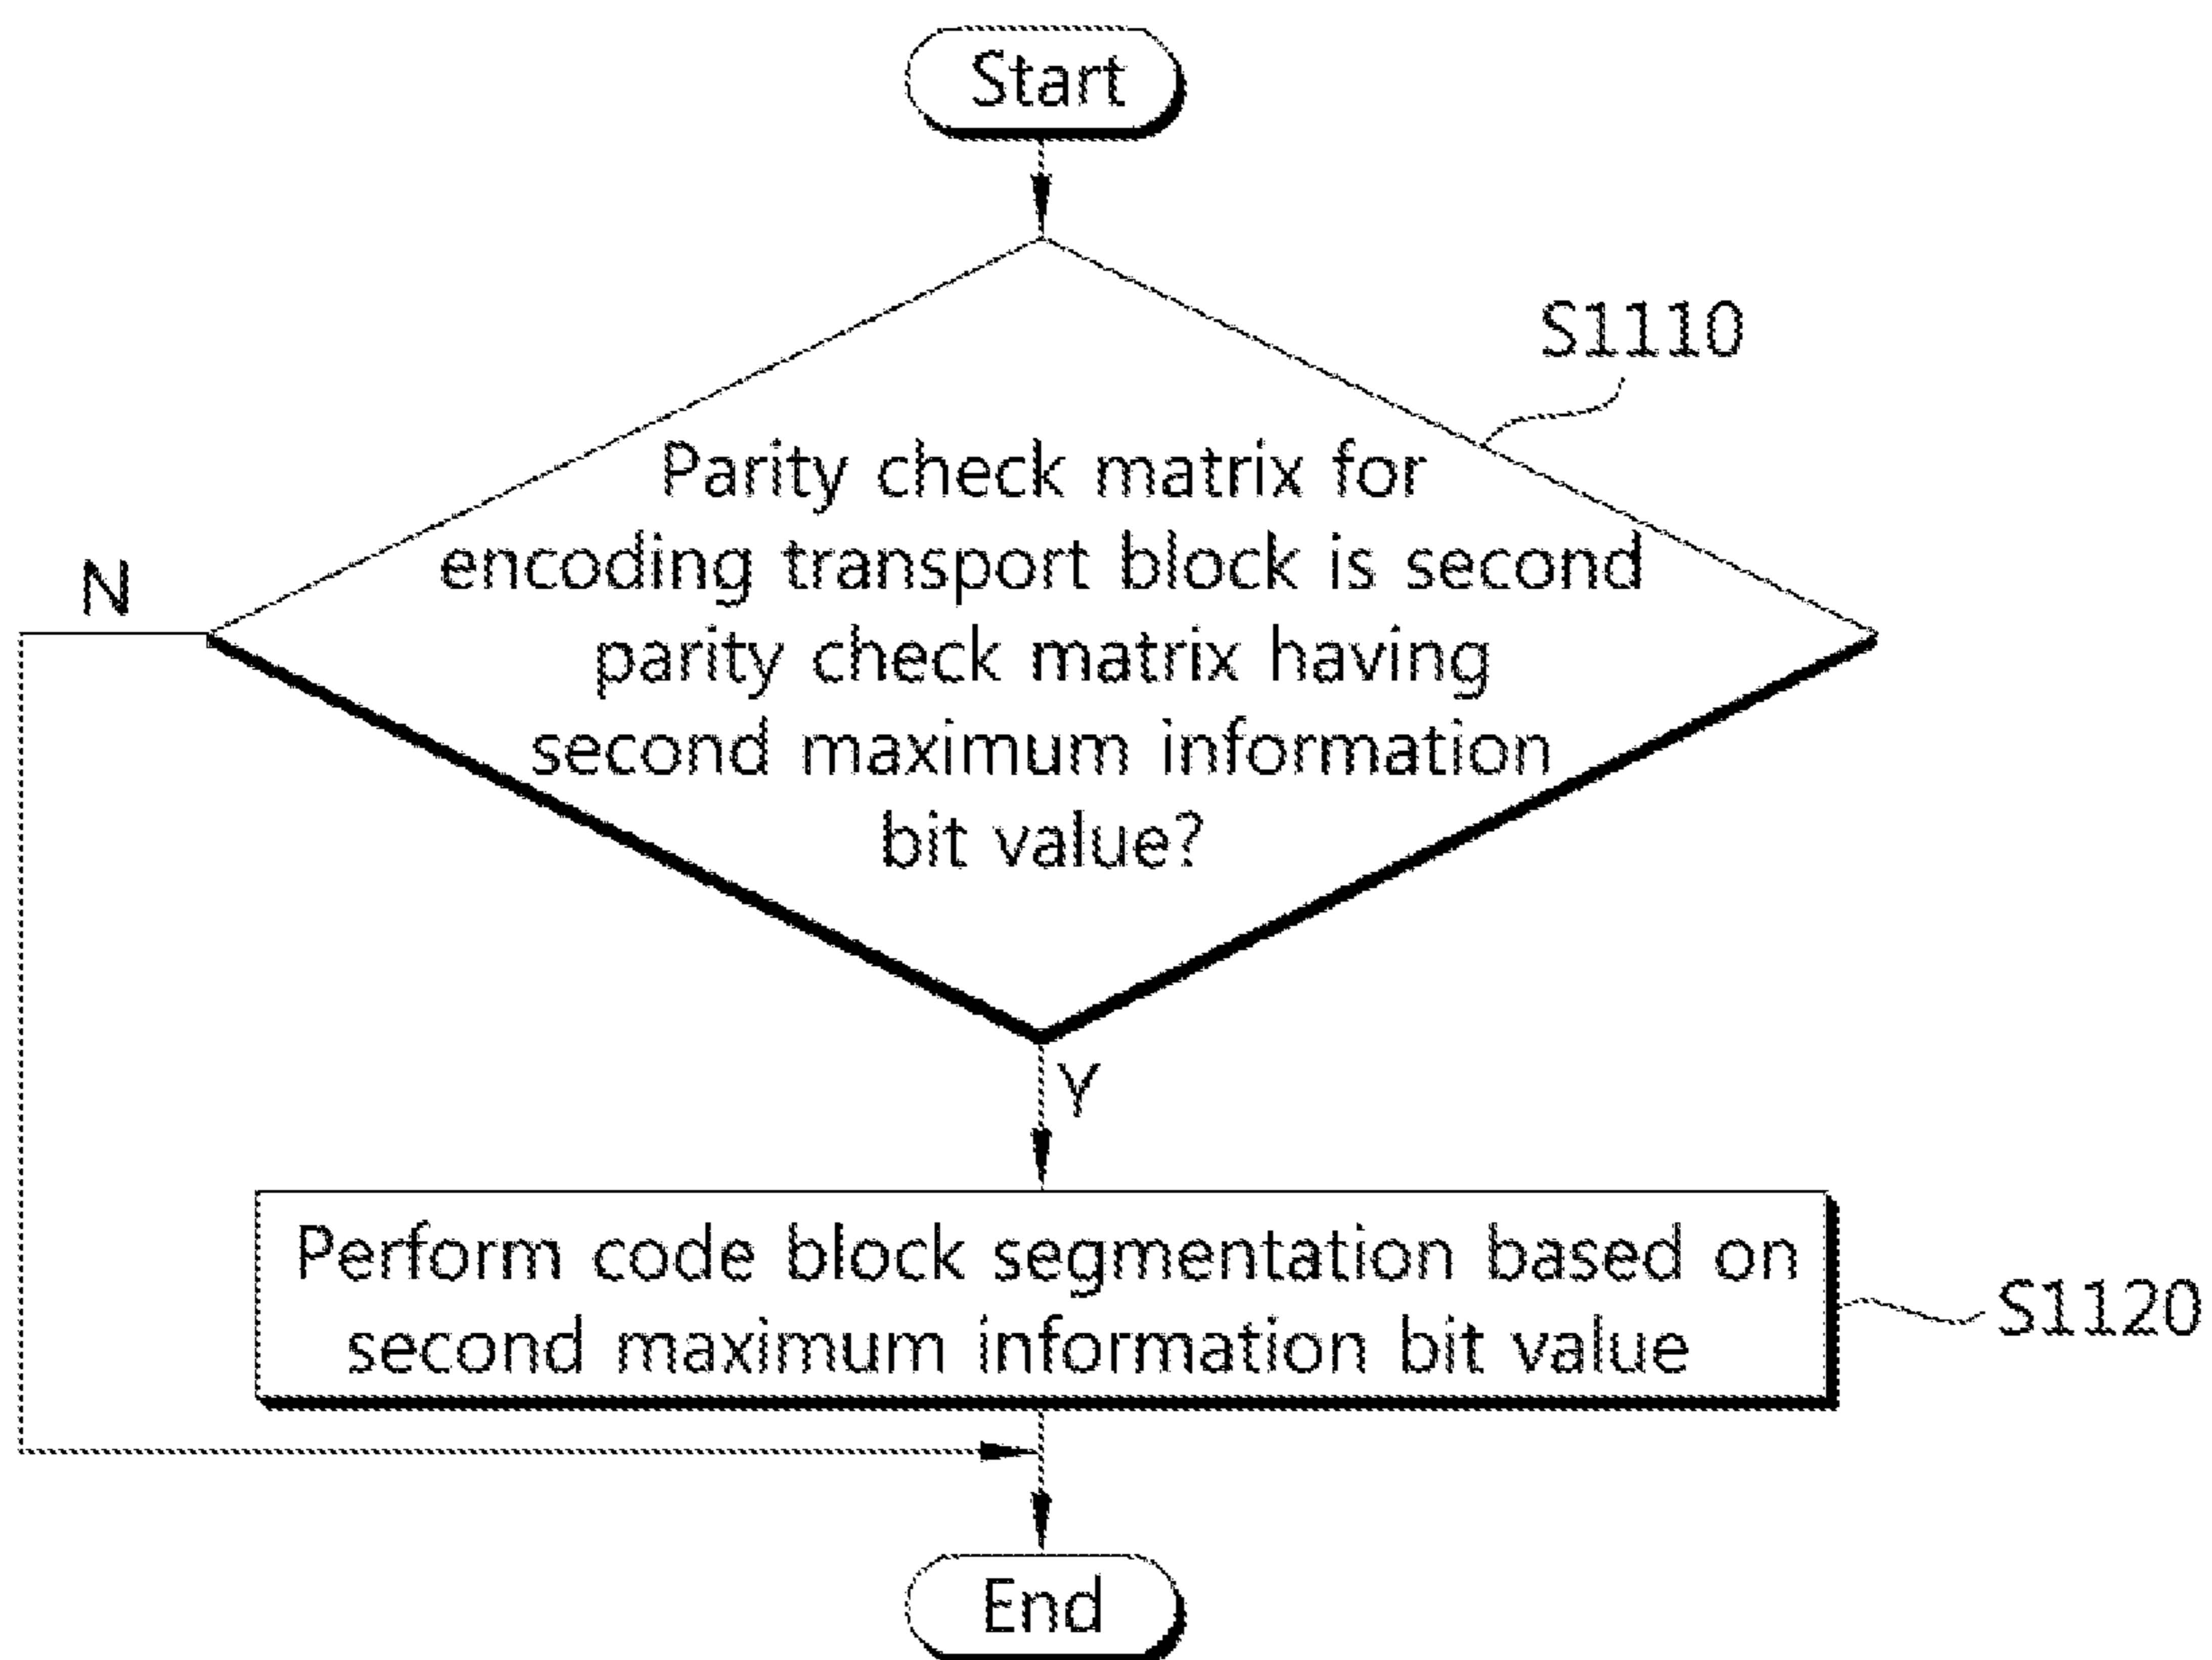 Start
S1110
Parity check matrix for
encoding transport block is second
parity check matrix having
second maximum information
bit value?
N
Y
Perform code block segmentation based on
second maximum information bit value
S1120
End